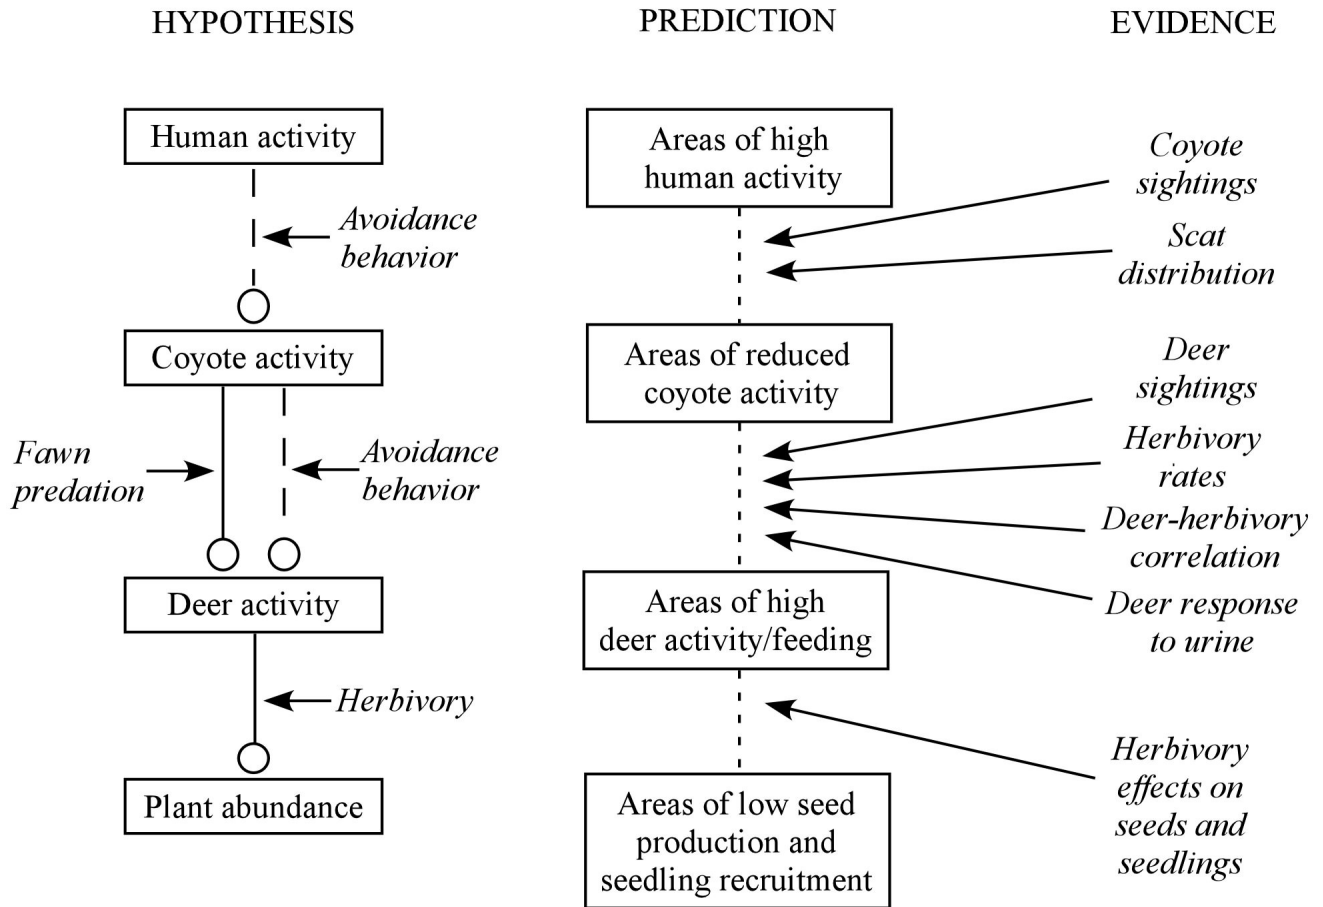 HYPOTHESIS
Human activity
Avoidance
behavior
Coyote activity
Fawn
predation
Avoidance
behavior
Deer activity
Herbivory
Plant abundance
PREDICTION
Areas of high
human activity
Areas of reduced
coyote activity
Areas of high
deer activity/feeding
Areas of low seed
production and
seedling recruitment
EVIDENCE
Coyote
sightings
Scat
distribution
Deer
sightings
Herbivory
rates
Deer-herbivory
correlation
Deer response
to urine
Herbivory
effects on
seeds and
seedlings